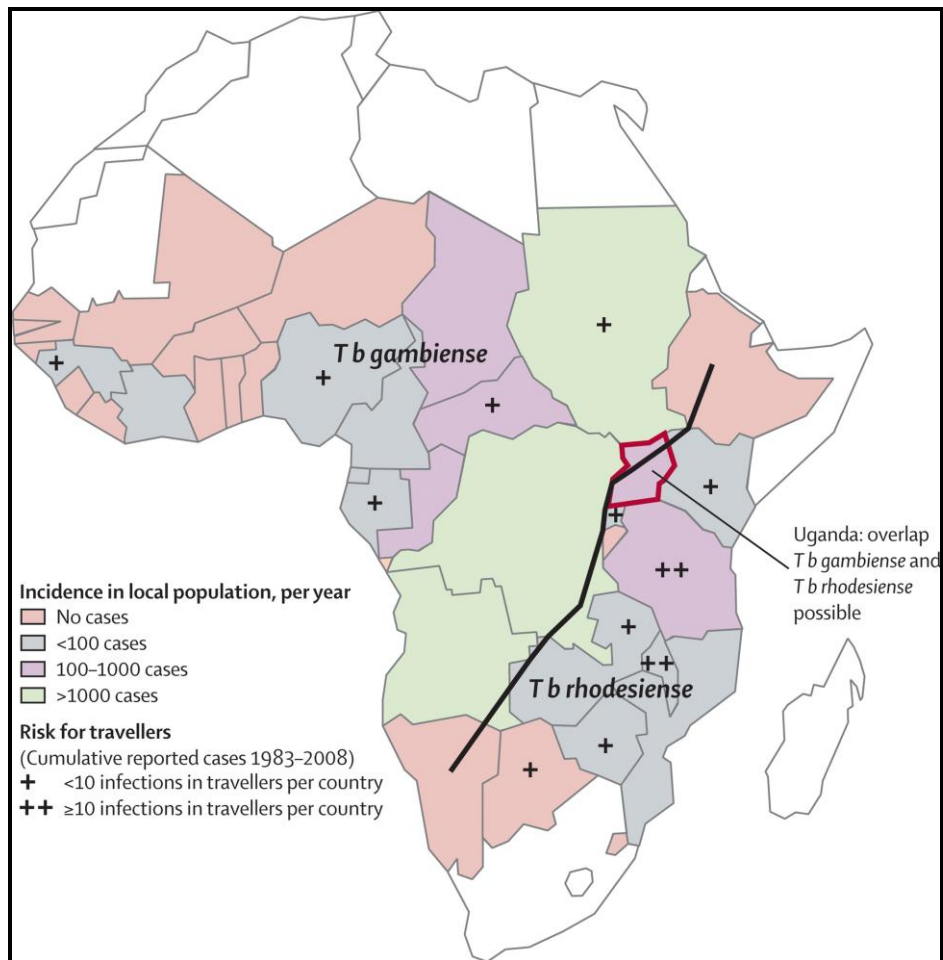 T b gambiense
+
+
+
+
+
+
+
++
+
++
T b rhodesiense
+
+
Uganda: overlap
T b gambiense and
T b rhodesiense
possible
Incidence in local population, per year
No cases
<100 cases
100–1000 cases
>1000 cases
Risk for travellers
(Cumulative reported cases 1983–2008)
+ <10 infections in travellers per country
++ ≥10 infections in travellers per country